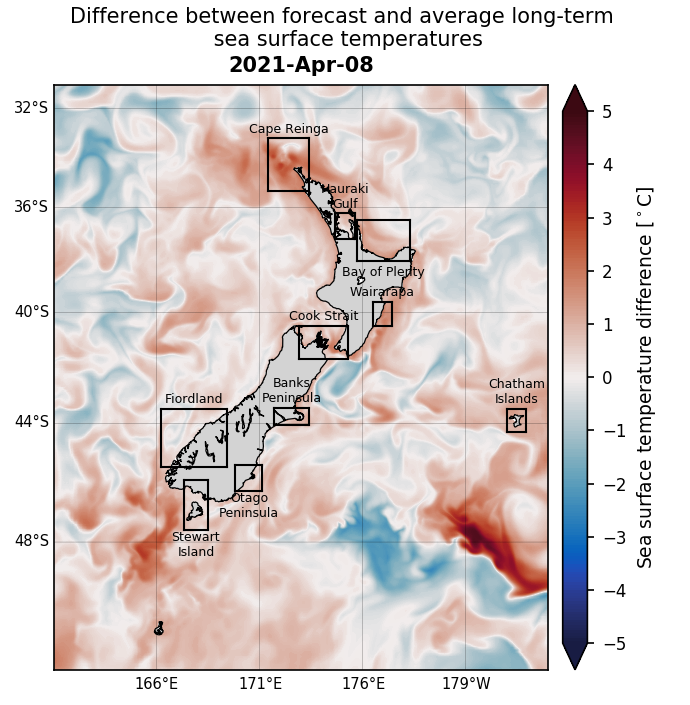 Difference between forecast and average long-term
sea surface temperatures
2021-Apr-08
32°S
36°S
40°S
44°S
48°S
Cape Reinga
Hauraki
Gulf
Bay of Plenty
Wairarapa
Cook Strait
Banks
Peninsula
Fiordland
Chatham
Islands
Otago
Peninsula
Stewart
Island
166°E
171°E
176°E
179°W
5
4
3
2
1
0
−1
−2
−3
−4
−5
Sea surface temperature difference [°C]